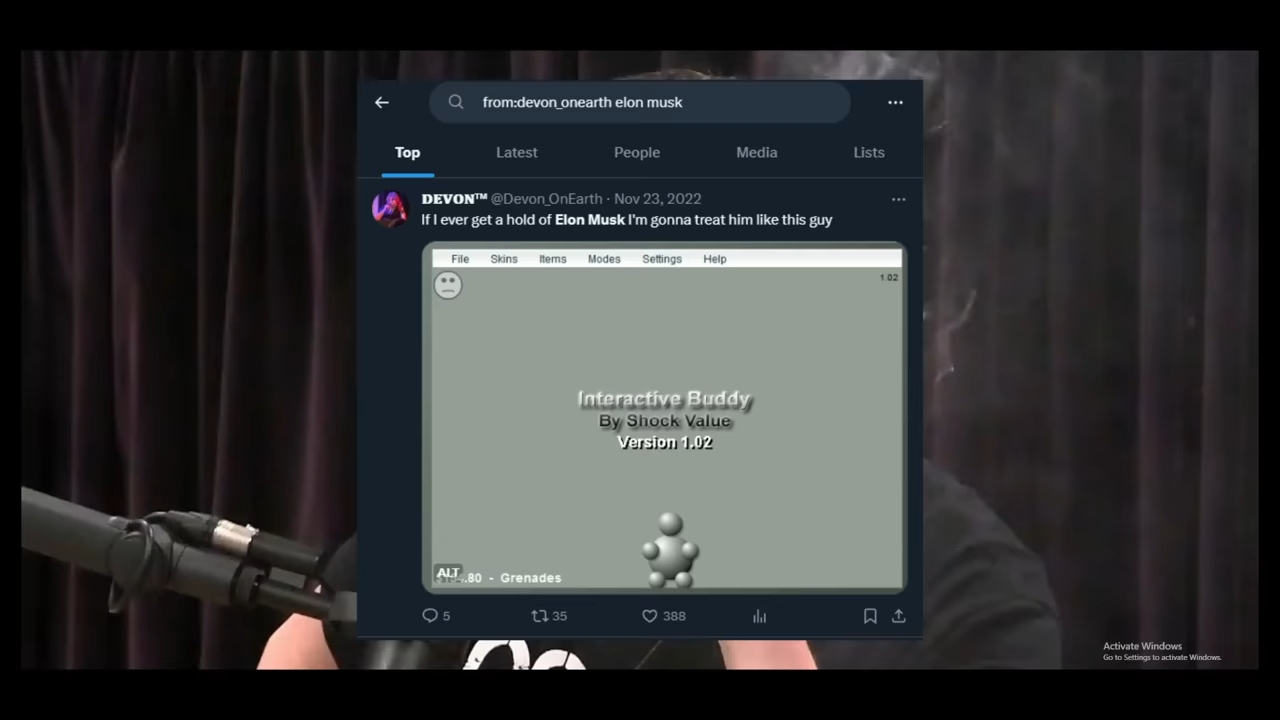 from:devon_onearth elon musk
Top Latest People Media Lists
DEVON™ @Devon_OnEarth · Nov 23, 2022
If I ever get a hold of Elon Musk I'm gonna treat him like this guy
File Skins Items Modes Settings Help
1.02
Interactive Buddy
By Shock Value
Version 1.02
ALT .80 - Grenades
5 35 388
Activate Windows
Go to Settings to activate Windows.